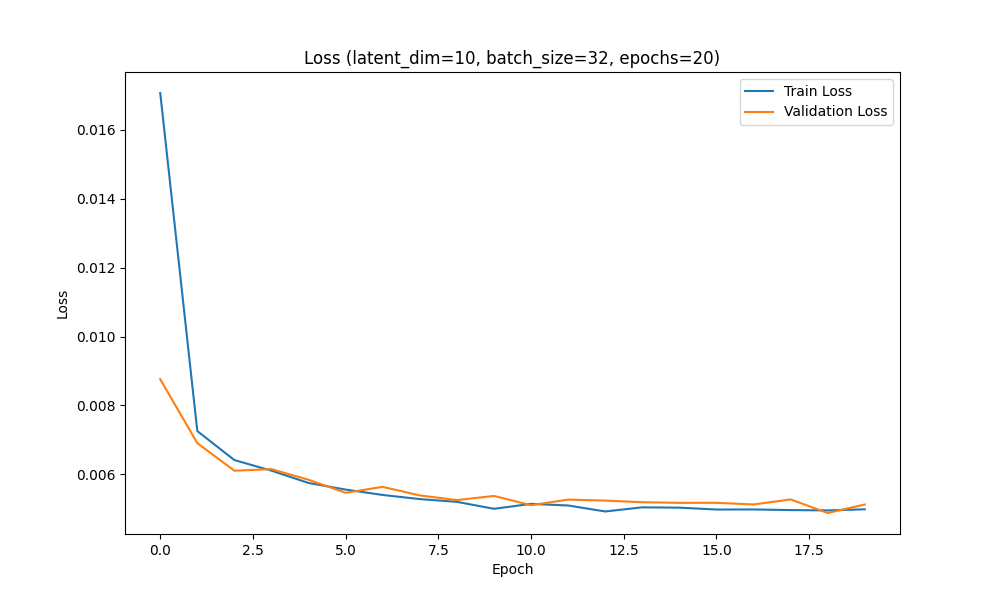 Loss (latent_dim=10, batch_size=32, epochs=20)
Train Loss
Validation Loss
0.016
0.014
0.012
0.010
0.008
0.006
Loss
0.0 2.5 5.0 7.5 10.0 12.5 15.0 17.5
Epoch